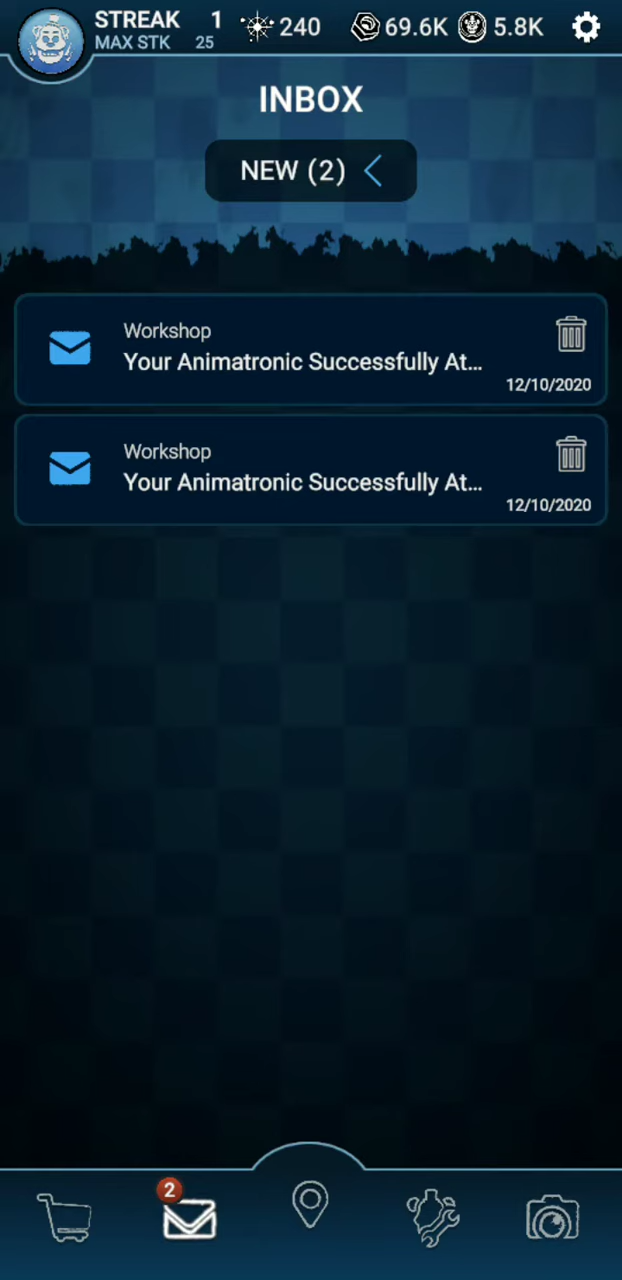 STREAK 1 240 69.6K 5.8K
MAX STK 25
INBOX
NEW (2)
Workshop
Your Animatronic Successfully At...
12/10/2020
Workshop
Your Animatronic Successfully At...
12/10/2020
2